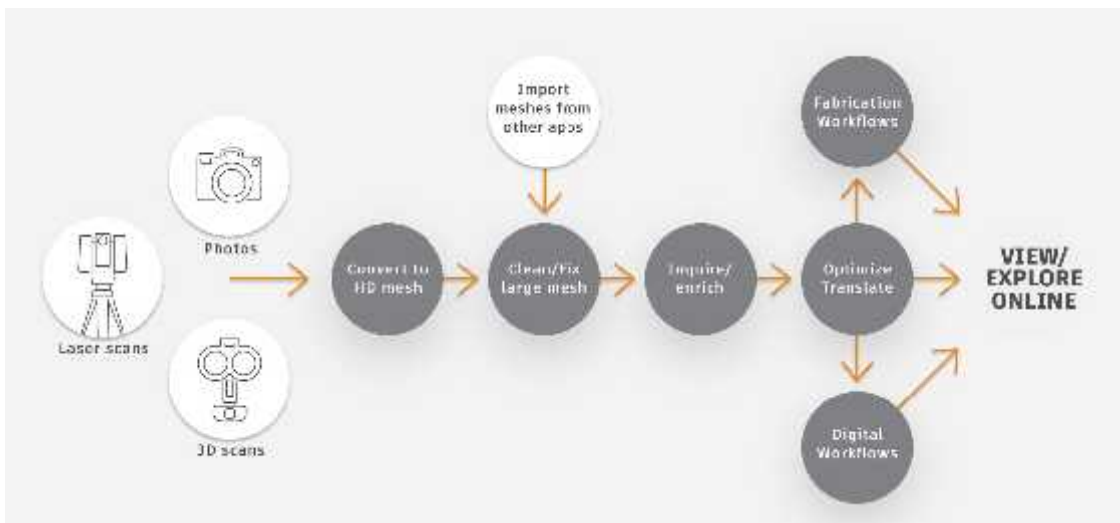 Import
meshes from
other apps
Fabrication
Workflows
Photos
Laser scans
Convert to
HD mesh
Clean/Fix
large mesh
Inquire/
enrich
Optimize
Translate
VIEW/
EXPLORE
ONLINE
3D scans
Digital
Workflows